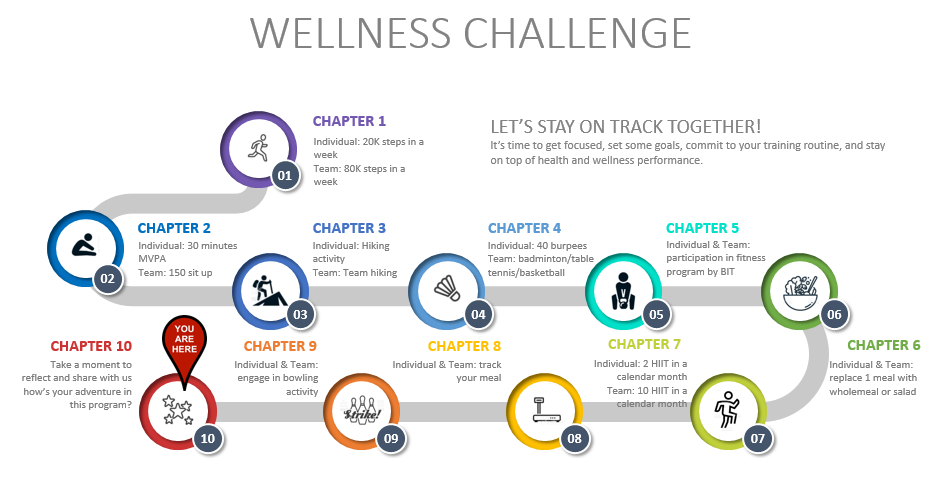 WELLNESS CHALLENGE
CHAPTER 1
Individual: 20K steps in a
week
Team: 80K steps in a
week
01
LET'S STAY ON TRACK TOGETHER!
It's time to get focused, set some goals, commit to your training routine, and stay
on top of health and wellness performance.
CHAPTER 2
Individual: 30 minutes
MVPA
Team: 150 sit up
02
CHAPTER 3
Individual: Hiking
activity
Team: Team hiking
03
CHAPTER 4
Individual: 40 burpees
Team: badminton/table
tennis/basketball
04
CHAPTER 5
Individual & Team:
participation in fitness
program by BIT
05
06
CHAPTER 6
Individual & Team:
replace 1 meal with
wholemeal or salad
CHAPTER 7
Individual: 2 HIIT in a
calendar month
Team: 10 HIIT in a
calendar month
07
CHAPTER 8
Individual & Team: track
your meal
08
CHAPTER 9
Individual & Team:
engage in bowling
activity
Strike!
09
YOU
ARE
HERE
CHAPTER 10
Take a moment to
reflect and share with us
how's your adventure in
this program?
10